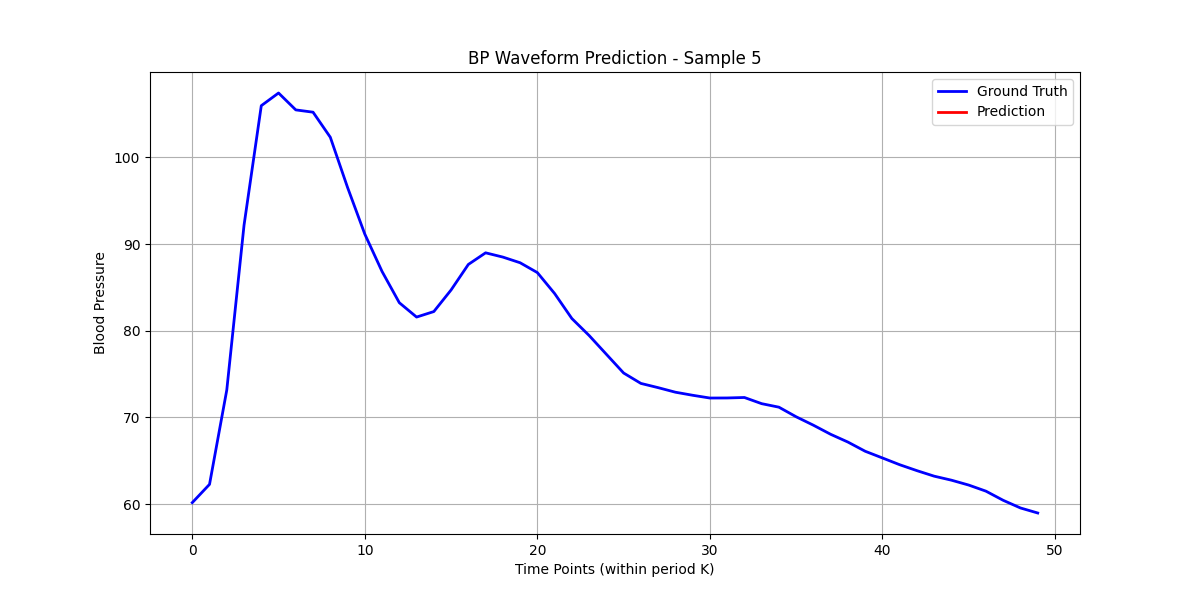 BP Waveform Prediction - Sample 5
Ground Truth
Prediction
Blood Pressure
100
90
80
70
60
0 10 20 30 40 50
Time Points (within period K)